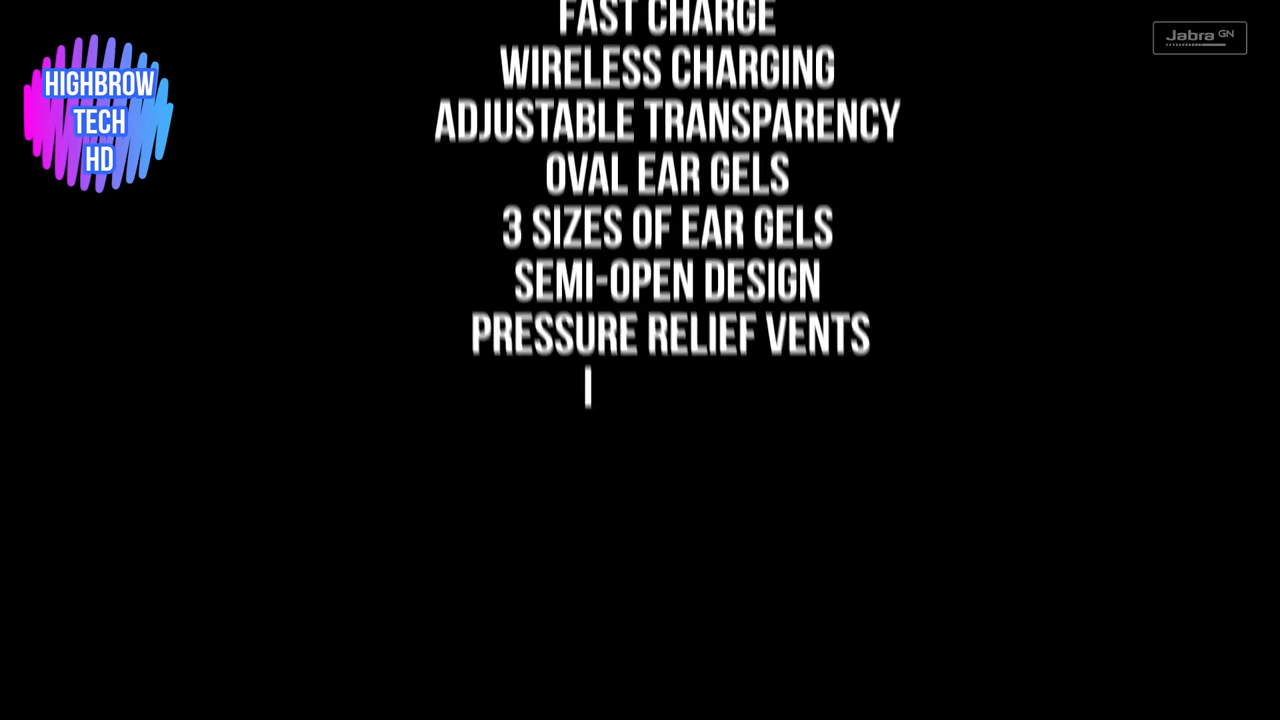 FAST CHARGE
WIRELESS CHARGING
ADJUSTABLE TRANSPARENCY
OVAL EAR GELS
3 SIZES OF EAR GELS
SEMI-OPEN DESIGN
PRESSURE RELIEF VENTS
I
HIGHBROW
TECH
HD
Jabra GN